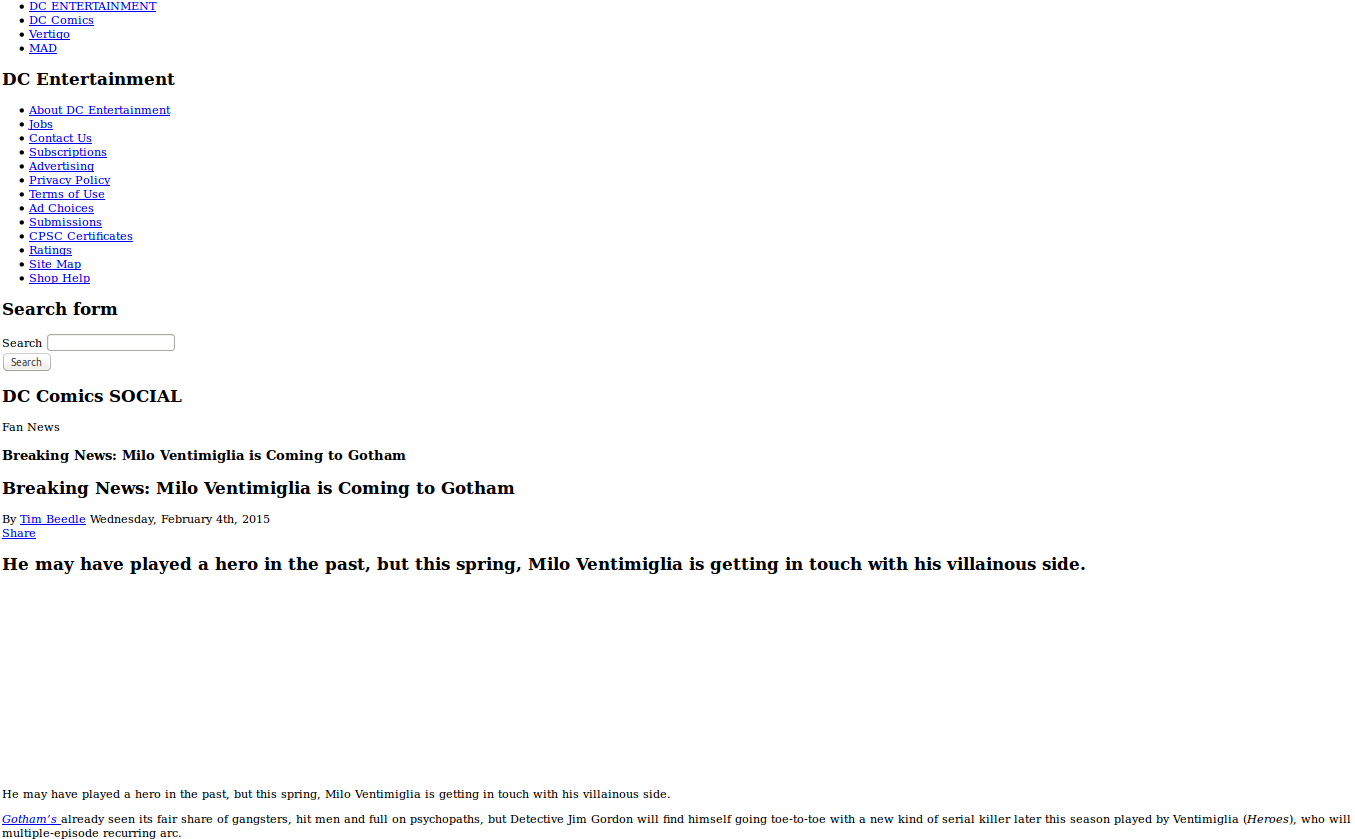 DC ENTERTAINMENT
DC Comics
Vertigo
MAD
DC Entertainment
About DC Entertainment
Jobs
Contact Us
Subscriptions
Advertising
Privacy Policy
Terms of Use
Ad Choices
Submissions
CPSC Certificates
Ratings
Site Map
Shop Help
Search form
Search
Search
DC Comics SOCIAL
Fan News
Breaking News: Milo Ventimiglia is Coming to Gotham
Breaking News: Milo Ventimiglia is Coming to Gotham
By Tim Beedle Wednesday, February 4th, 2015
Share
He may have played a hero in the past, but this spring, Milo Ventimiglia is getting in touch with his villainous side.
He may have played a hero in the past, but this spring, Milo Ventimiglia is getting in touch with his villainous side.
Gotham’s already seen its fair share of gangsters, hit men and full on psychopaths, but Detective Jim Gordon will find himself going toe-to-toe with a new kind of serial killer later this season played by Ventimiglia (Heroes), who will
multiple-episode recurring arc.